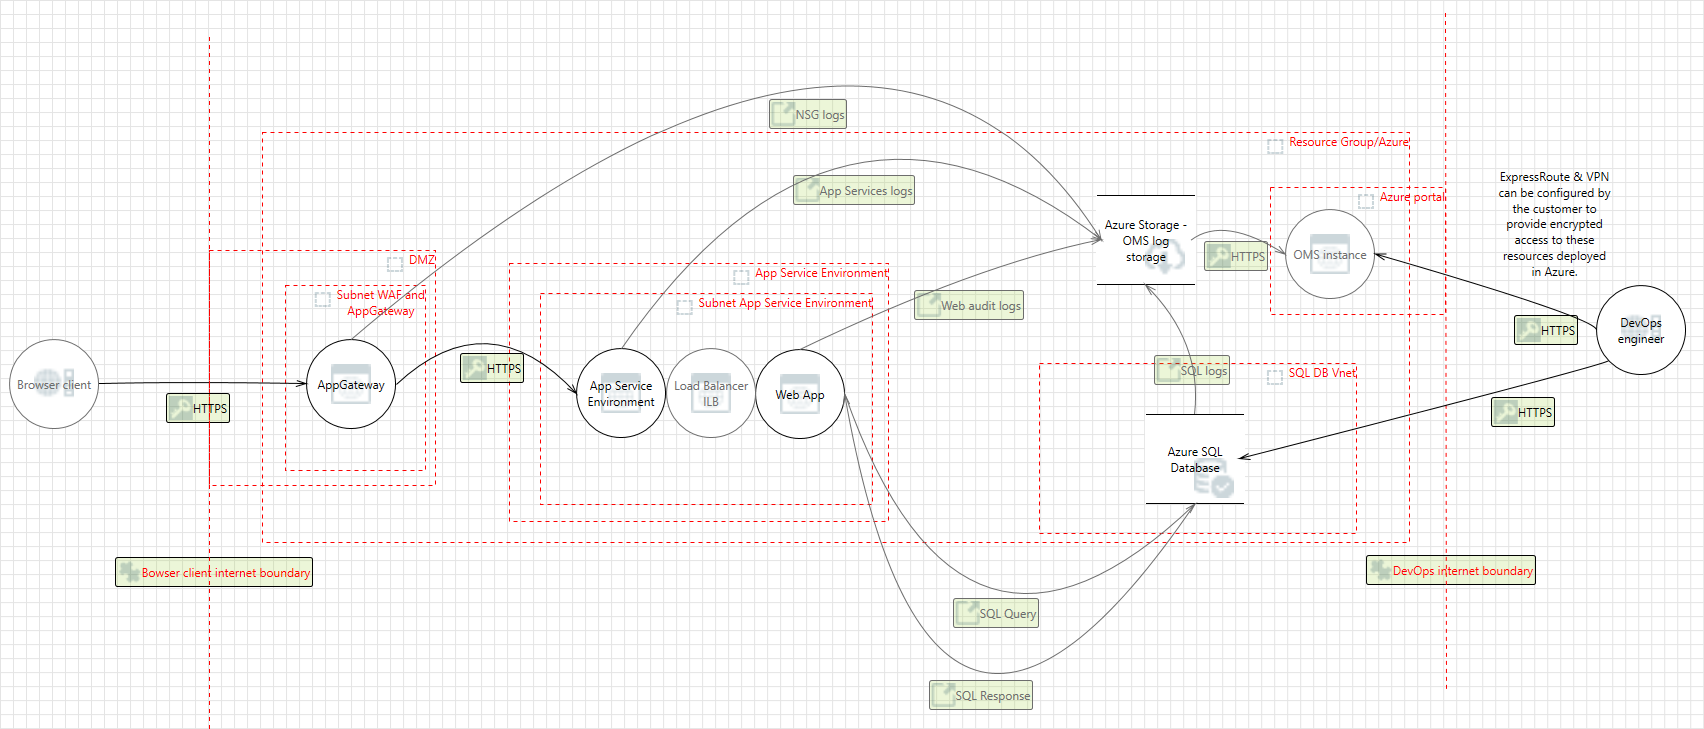 NSG logs
Resource Group/Azure
App Services logs
Azure portal
ExpressRoute & VPN
can be configured by
the customer to
provide encrypted
access to these
resources deployed
in Azure.
Azure Storage -
OMS log
storage
HTTPS
OMS instance
DMZ
App Service Environment
Subnet WAF and
AppGateway
Subnet App Service Environment
Web audit logs
HTTPS
DevOps
engineer
Browser client
HTTPS
AppGateway
HTTPS
App Service
Environment
Load Balancer
ILB
Web App
SQL logs
SQL DB Vnet
HTTPS
Azure SQL
Database
Bowser client internet boundary
DevOps internet boundary
SQL Query
SQL Response